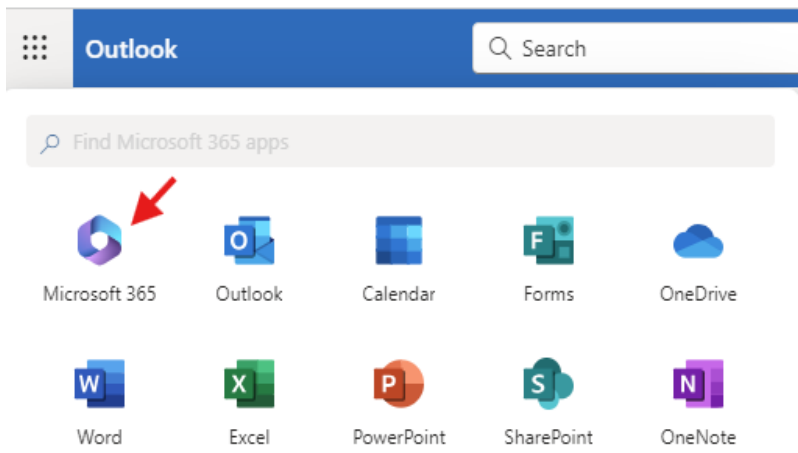 Outlook
Search
Find Microsoft 365 apps
Microsoft 365
O
Outlook
Calendar
F
Forms
OneDrive
W
Word
X
Excel
P
PowerPoint
S
SharePoint
N
OneNote